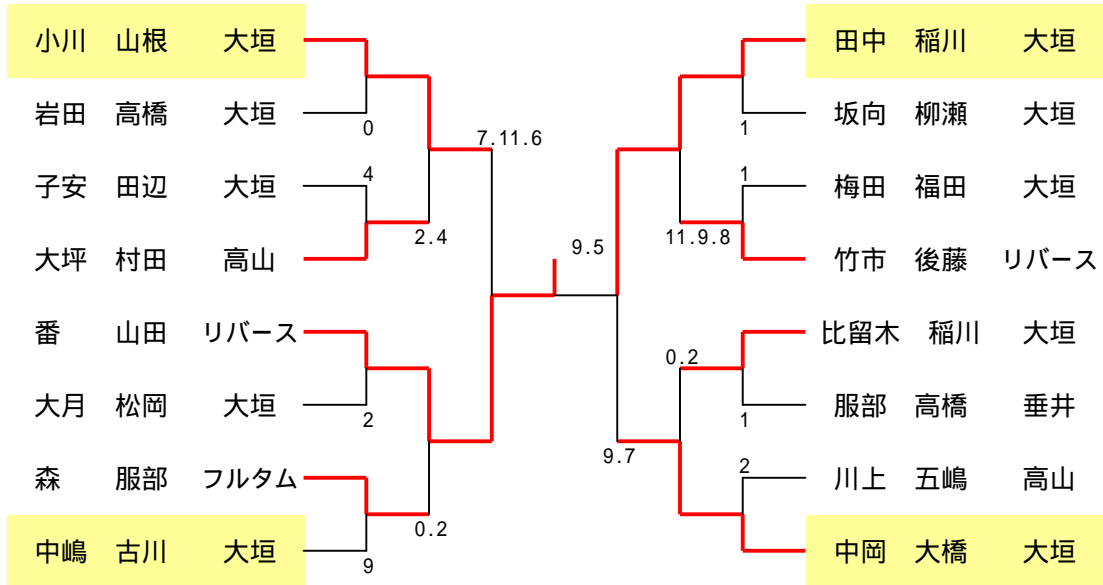 小川 山根 大垣
岩田 高橋 大垣
0
7.11.6
子安 田辺 大垣
4
2.4
大坪 村田 高山
番 山田 リバース
大月 松岡 大垣
2
森 服部 フルタム
0.2
中嶋 古川 大垣
9
9.5
田中 稲川 大垣
坂向 柳瀬 大垣
1
梅田 福田 大垣
1
11.9.8
竹市 後藤 リバース
比留木 稲川 大垣
0.2
服部 高橋 垂井
1
9.7
川上 五嶋 高山
2
中岡 大橋 大垣